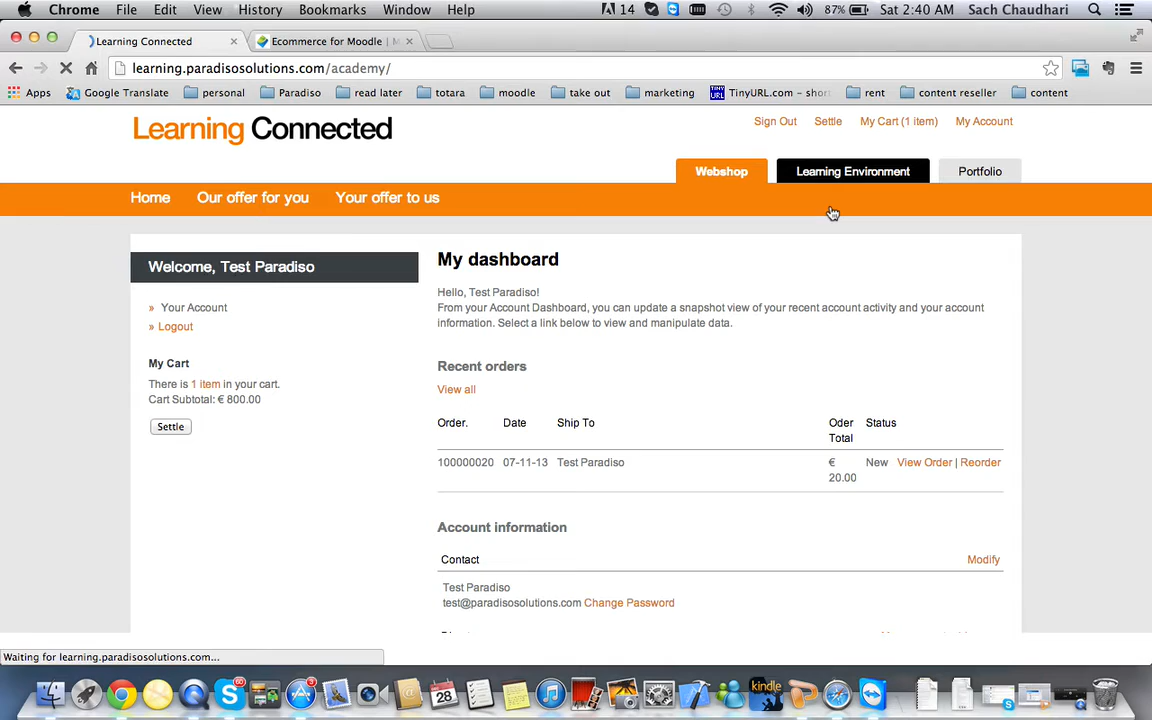 Chrome File Edit View History Bookmarks Window Help 14 87% Sat 2:40 AM Sach Chaudhari
Learning Connected Ecommerce for Moodle | M
learning.paradisosolutions.com/academy/
Apps Google Translate personal Paradiso read later totara moodle take out marketing TINY URL.com TinyURL.com – short rent content reseller content
Learning Connected
Sign Out Settle My Cart (1 item) My Account
Webshop Learning Environment Portfolio
Home Our offer for you Your offer to us
Welcome, Test Paradiso
» Your Account
» Logout
My Cart
There is 1 item in your cart.
Cart Subtotal: € 800.00
Settle
My dashboard
Hello, Test Paradiso!
From your Account Dashboard, you can update a snapshot view of your recent account activity and your account
information. Select a link below to view and manipulate data.
Recent orders
View all
Order. Date Ship To Oder Total Status
100000020 07-11-13 Test Paradiso € 20.00 New View Order | Reorder
Account information
Contact Modify
Test Paradiso
test@paradisosolutions.com Change Password
Waiting for learning.paradisosolutions.com...
60 3 28 kindle